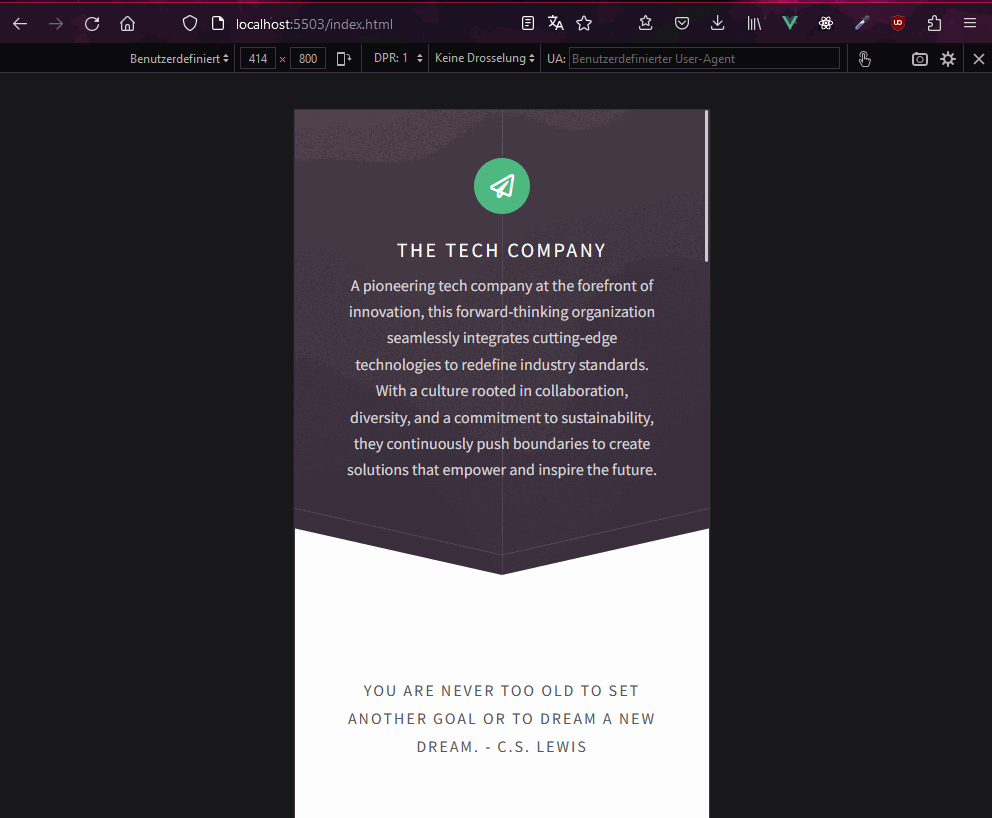 localhost:5503/index.html
Benutzerdefiniert 414 × 800 DPR: 1 Keine Drosselung UA: Benutzerdefinierter User-Agent
THE TECH COMPANY
A pioneering tech company at the forefront of
innovation, this forward-thinking organization
seamlessly integrates cutting-edge
technologies to redefine industry standards.
With a culture rooted in collaboration,
diversity, and a commitment to sustainability,
they continuously push boundaries to create
solutions that empower and inspire the future.
YOU ARE NEVER TOO OLD TO SET
ANOTHER GOAL OR TO DREAM A NEW
DREAM. - C.S. LEWIS